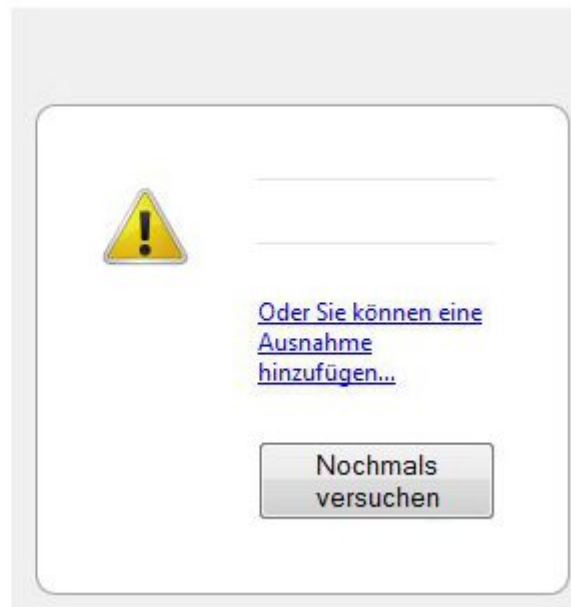 Oder Sie können eine
Ausnahme
hinzufügen...
Nochmals
versuchen